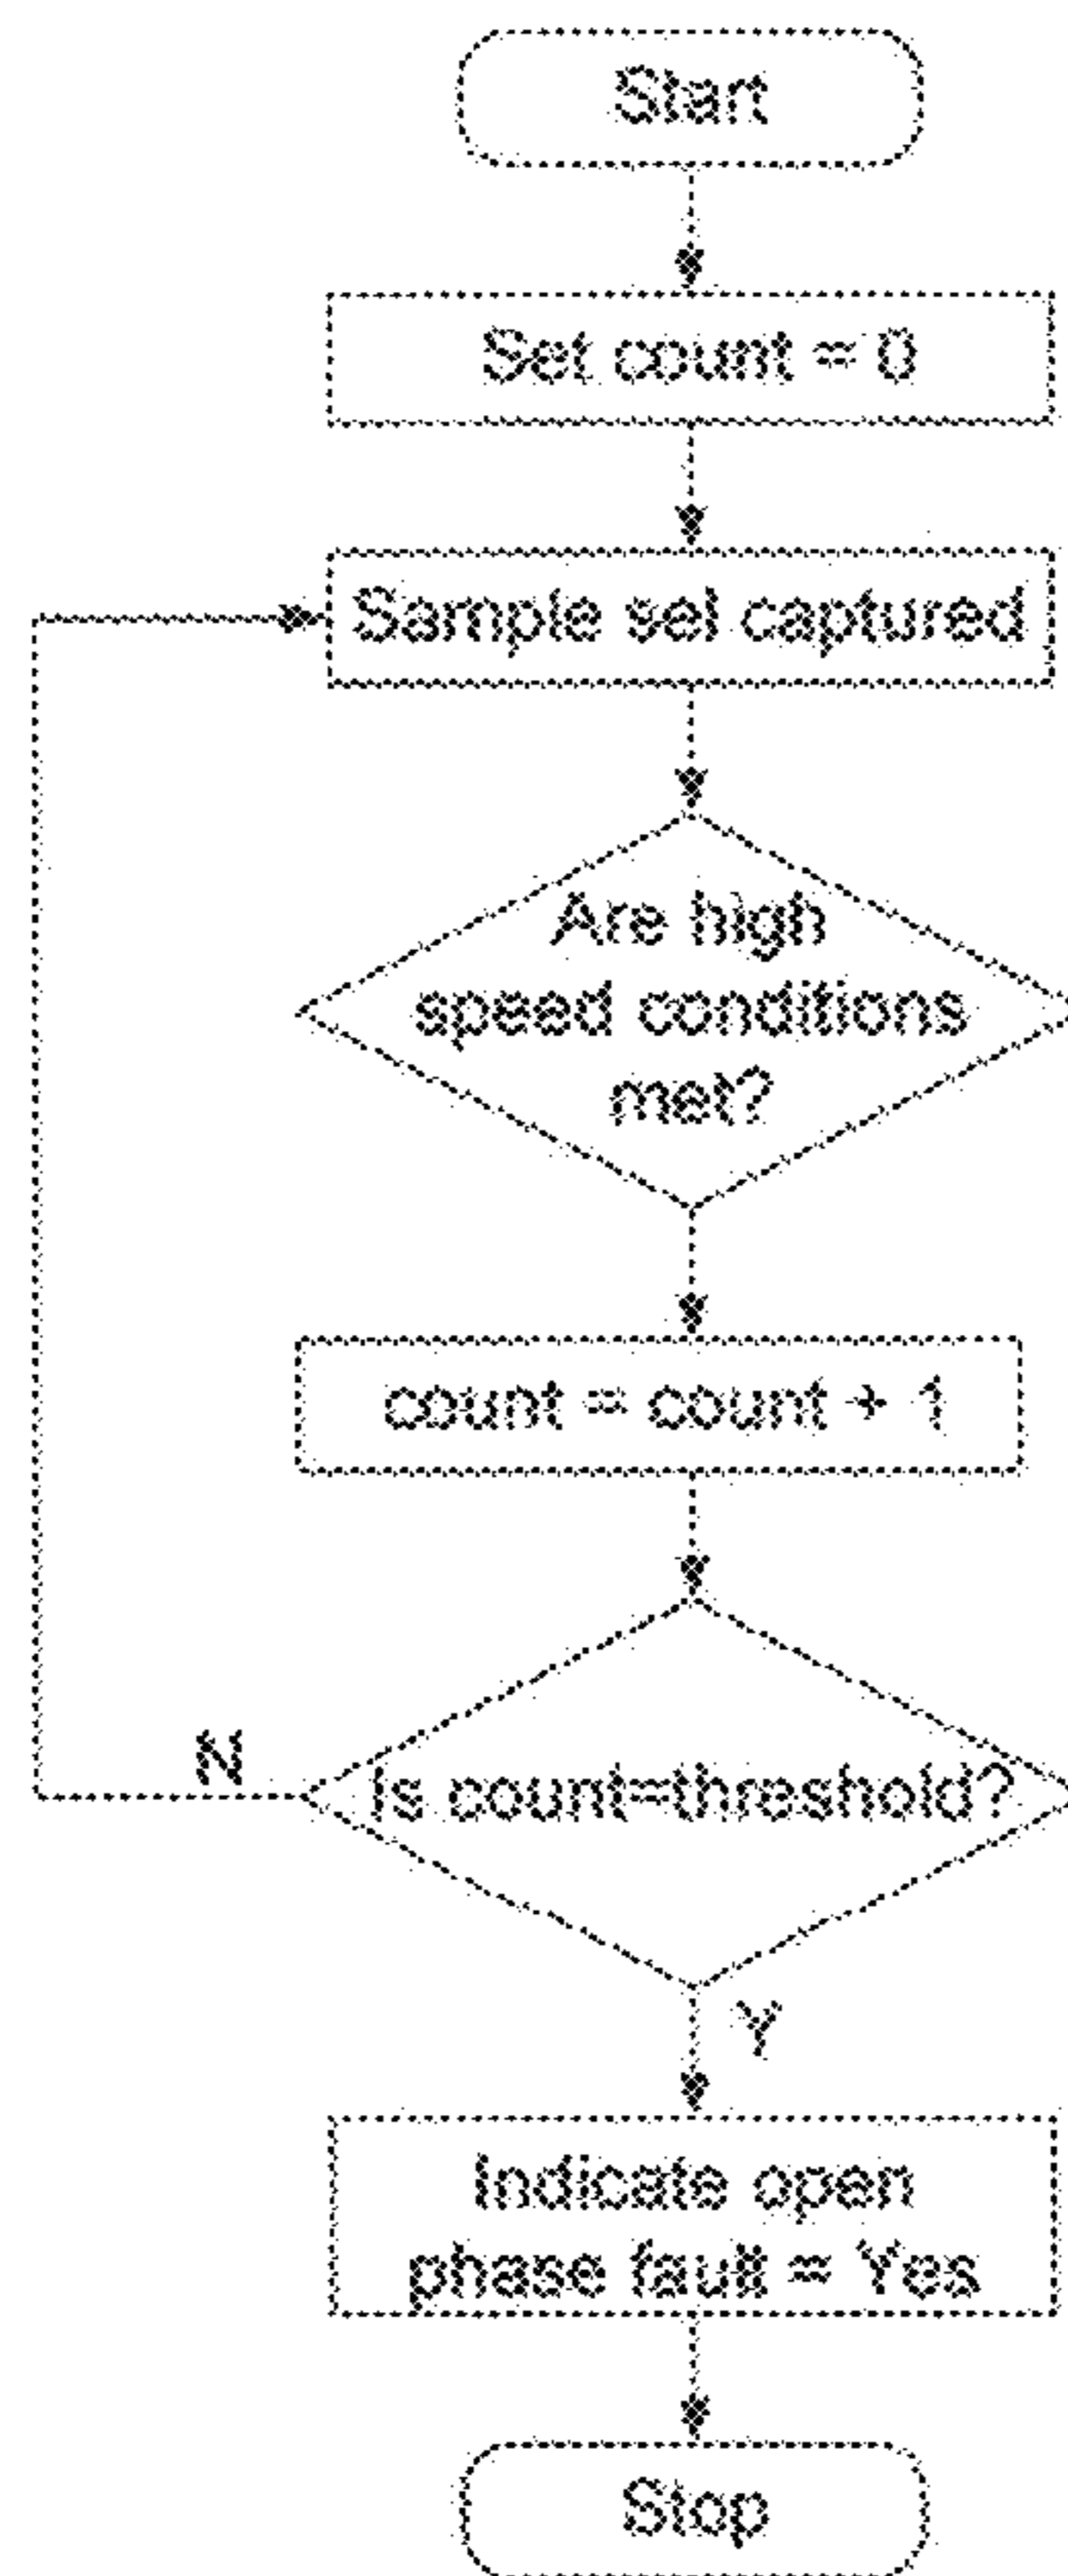 Start
Set count = 0
Sample set captured
Are high
speed conditions
met?
count = count + 1
N
Is count=threshold?
Y
Indicate open
phase fault = Yes
Stop